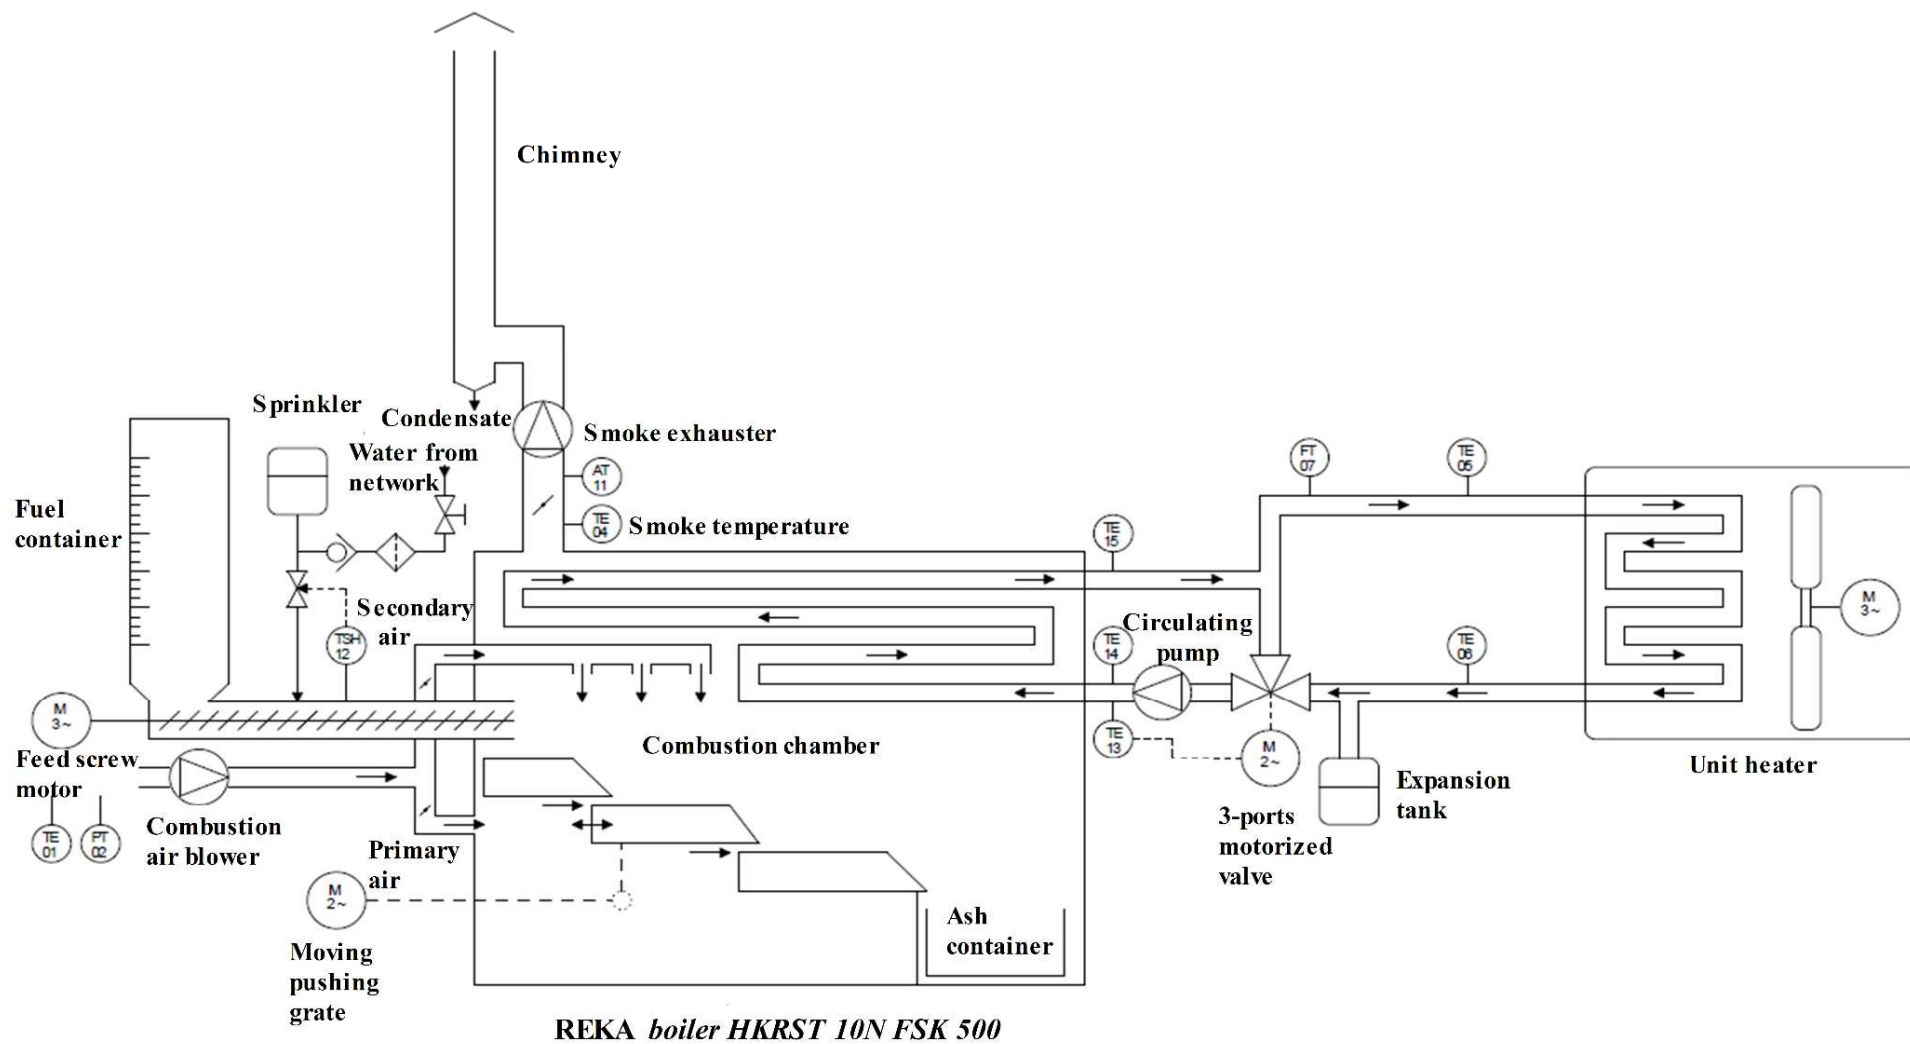 Chimney
Sprinkler
Condensate
Smoke exhauster
Water from
network
AT
11
FT
07
TE
05
Fuel
container
TE
04
Smoke temperature
TE
15
Secondary
air
TSH
12
M
3~
Circulating
pump
TE
14
TE
06
M
3~
Combustion chamber
TE
13
M
2~
Feed screw
motor
Unit heater
Expansion
tank
TE
01
PT
02
Combustion
air blower
Primary
air
3-ports
motorized
valve
M
2~
Ash
container
Moving
pushing
grate
REKA boiler HKRST 10N FSK 500